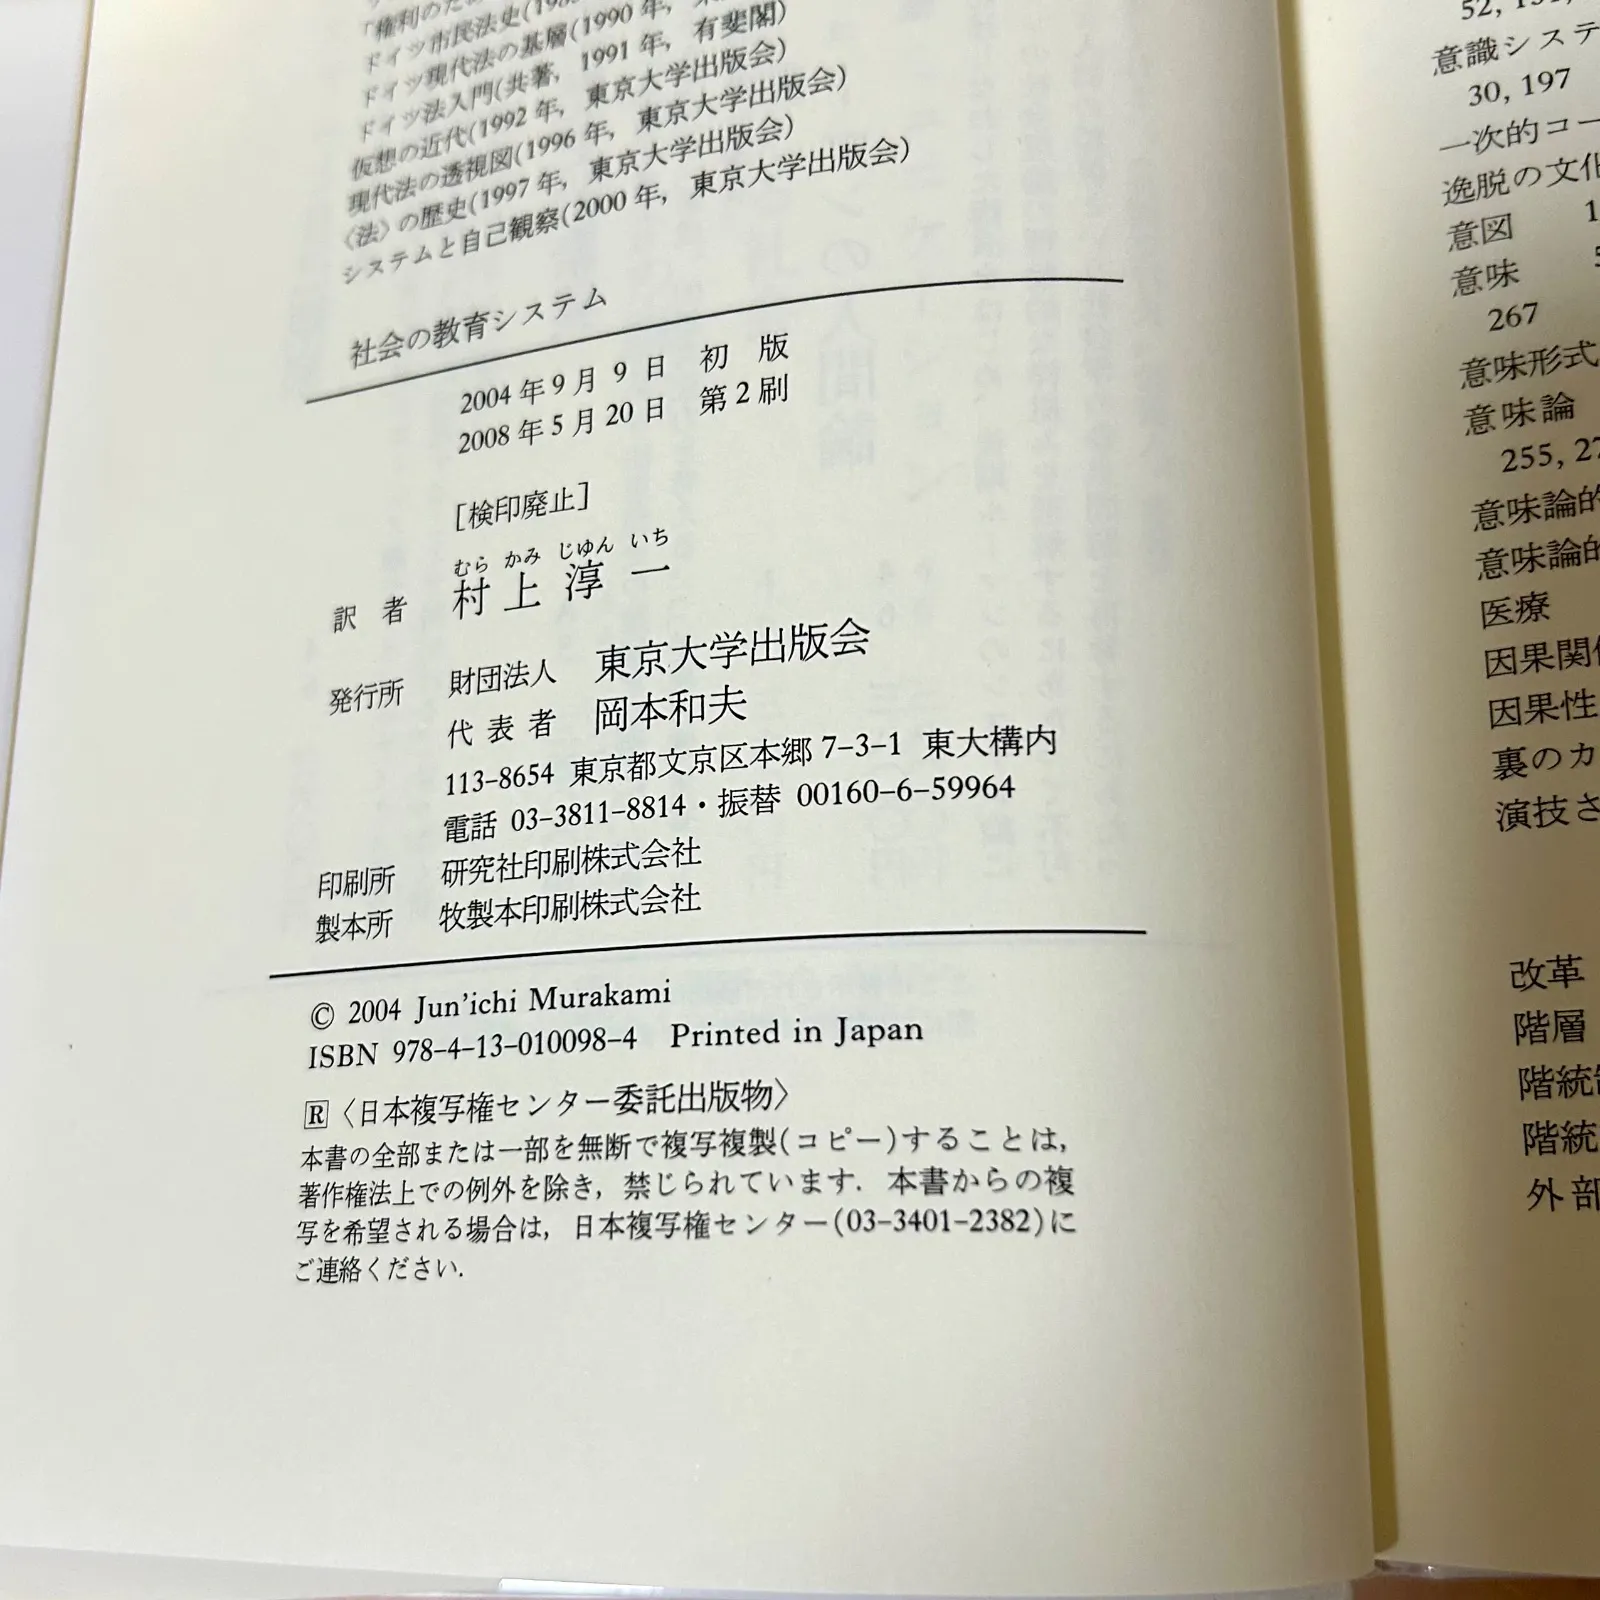 「権利のため
ドイツ市民法史(198
ドイツ現代法の基層(1990年,
ドイツ法入門(共著, 1991年, 有斐閣)
仮想の近代(1992年, 東京大学出版会)
現代法の透視図(1996年, 東京大学出版会)
〈法〉の歴史(1997年, 東京大学出版会)
システムと自己観察(2000年, 東京大学出版会)
社会の教育システム
2004年9月9日 初版
2008年5月20日 第2刷
[検印廃止]
むら かみ じゅん いち
訳者 村上淳一
発行所 財団法人 東京大学出版会
代表者 岡本和夫
113-8654 東京都文京区本郷7-3-1 東大構内
電話 03-3811-8814・振替 00160-6-59964
印刷所 研究社印刷株式会社
製本所 牧製本印刷株式会社
© 2004 Jun'ichi Murakami
ISBN 978-4-13-010098-4 Printed in Japan
R〈日本複写権センター委託出版物〉
本書の全部または一部を無断で複写複製(コピー)することは,
著作権法上での例外を除き, 禁じられています. 本書からの複
写を希望される場合は, 日本複写権センター(03-3401-2382)に
ご連絡ください.
52, 151,
意識システ
30, 197
一次的コー
逸脱の文化
意図 1
意味 5
267
意味形式
意味論
255, 27
意味論的
意味論的
医療
因果関係
因果性
裏のカ
演技さ
改革
階層
階統
階統
外部